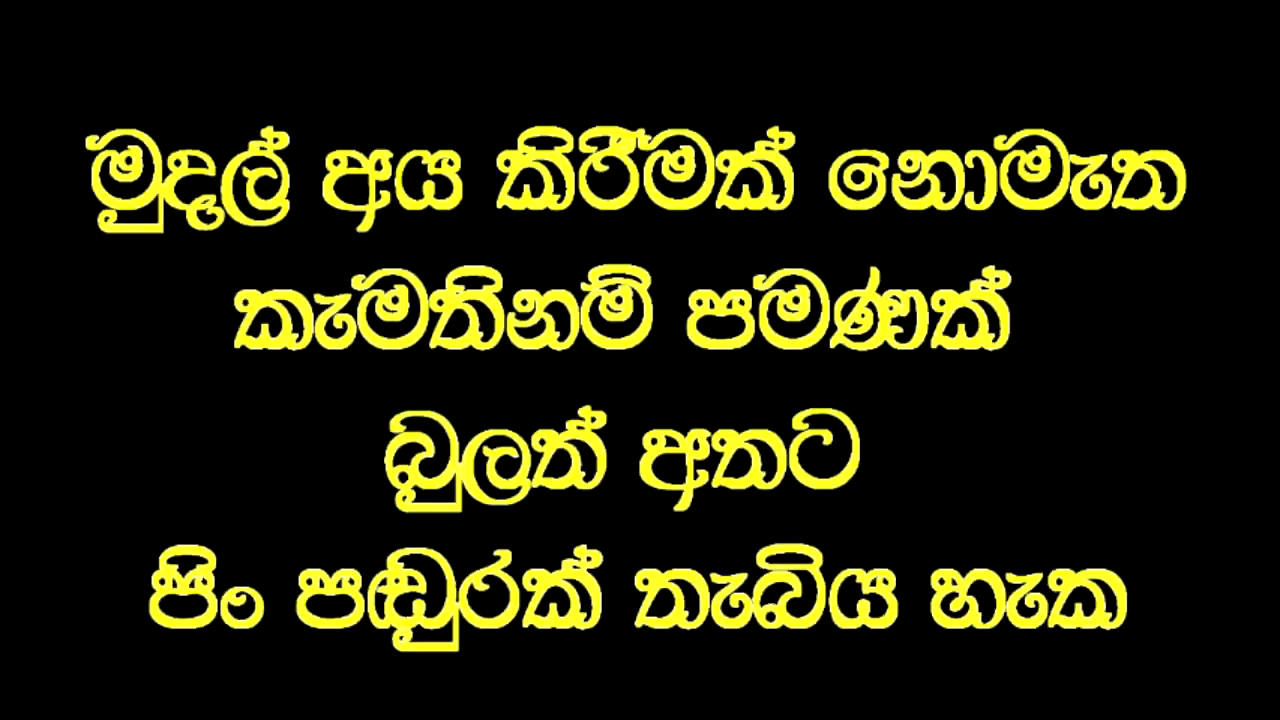 මුදල් අය කිරීමක් නොමැත
කැමතිනම් පමණක්
බුලත් අතට
පිං පඬුරක් තැබිය හැක